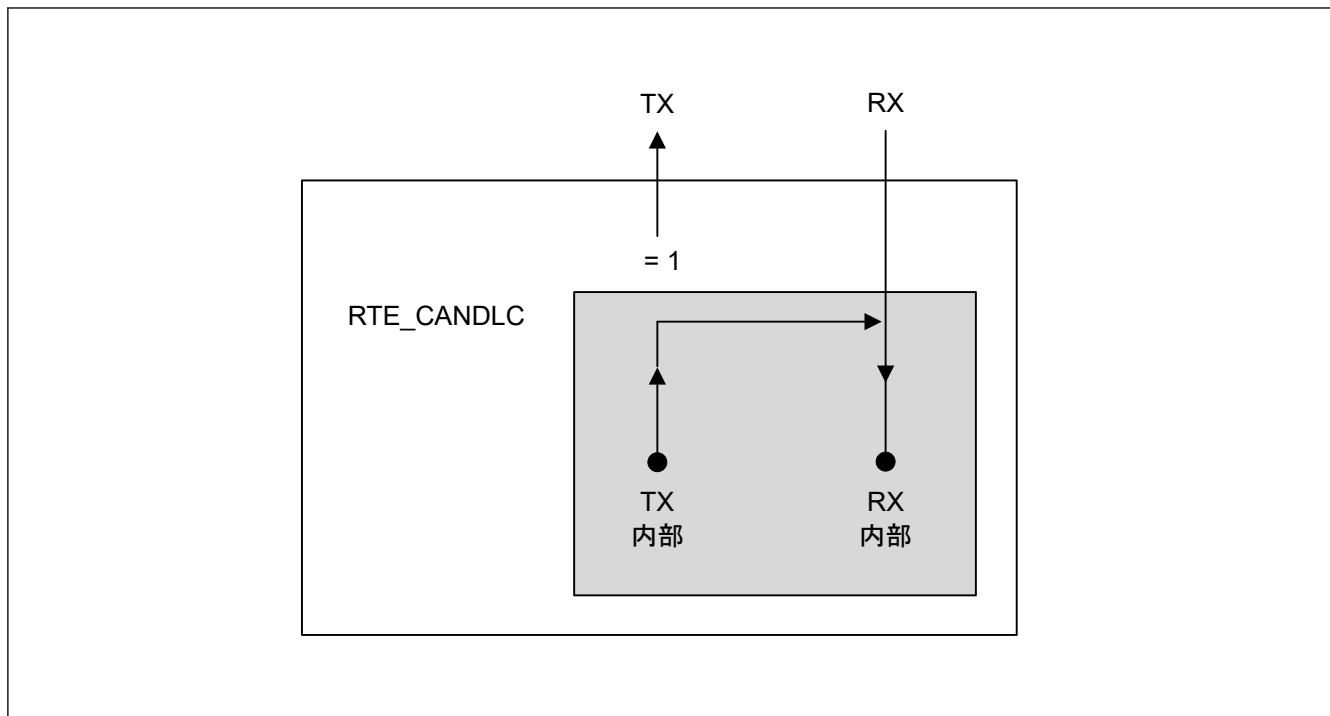 TX
RX
= 1
RTE_CANDLC
TX
内部
RX
内部